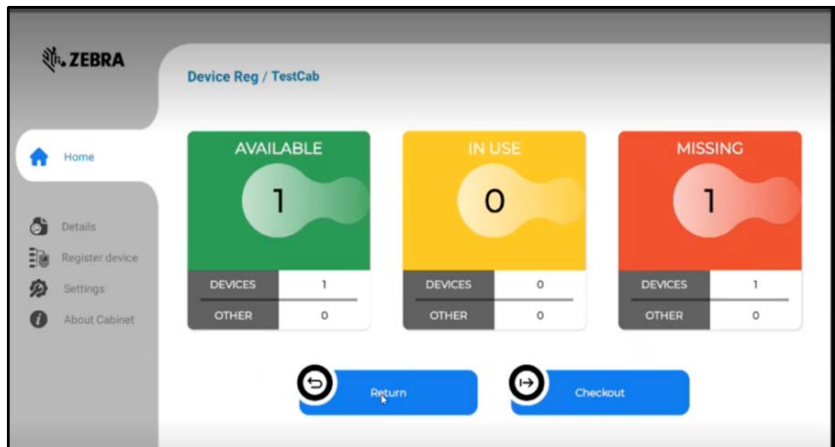 ZEBRA
Device Reg / TestCab
Home
Details
Register device
Settings
About Cabinet
AVAILABLE
1
DEVICES 1
OTHER 0
IN USE
0
DEVICES 0
OTHER 0
MISSING
1
DEVICES 1
OTHER 0
Return
Checkout